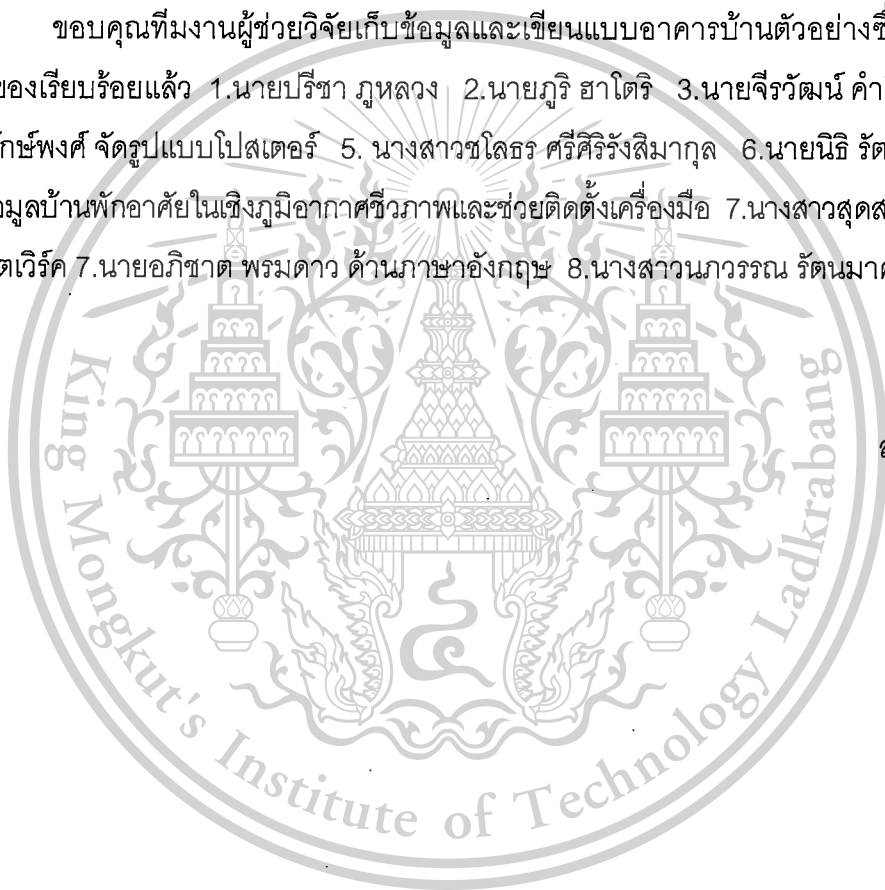 ขอบคุณทีมงานผู้ช่วยวิจัยเก็บข้อมูลและเขียนแบบอาคารบ้านตัวอย่างซึ
ของเรียบร้อยแล้ว 1.นายปรีชา ภูหลวง 2.นายภูริ ฮาโตริ 3.นายจีรวัฒน์ คำ
ักษ์พงศ์ จัดรูปแบบโปสเตอร์ 5. นางสาวชโลธร ศรีศิริรังสิมากุล 6.นายนิธิ รัต
อมูลบ้านพักอาศัยในเชิงภูมิอากาศชีวภาพและช่วยติดตั้งเครื่องมือ 7.นางสาวสุดส
ตเวิร์ค 7.นายอภิชาต พรมดาว ด้านภาษาอังกฤษ 8.นางสาวนภวรรณ รัตนมาศ
King Mongkut's Institute of Technology Ladkrabang